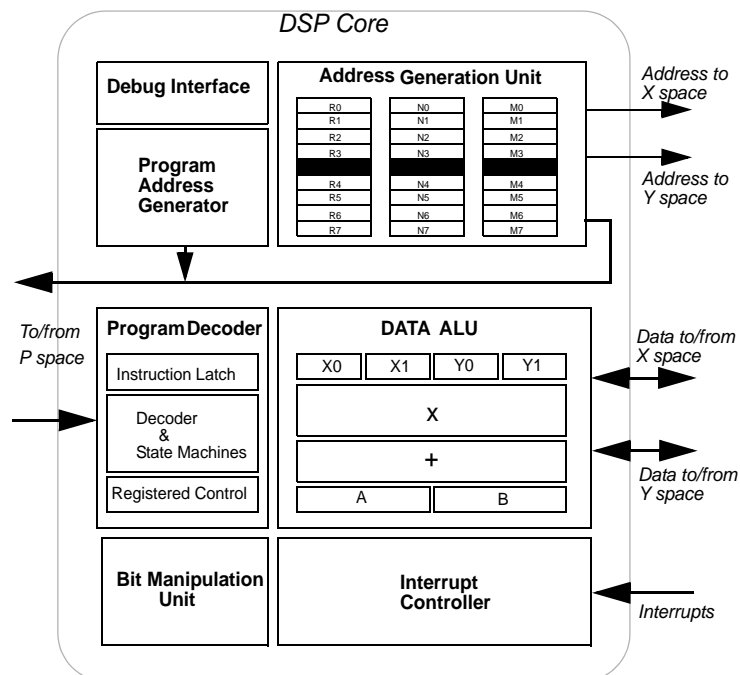 DSP Core
Debug Interface
Program
Address
Generator
Address Generation Unit
R0 N0 M0
R1 N1 M1
R2 N2 M2
R3 N3 M3
R4 N4 M4
R5 N5 M5
R6 N6 M6
R7 N7 M7
Address to
X space
Address to
Y space
To/from
P space
Program Decoder
Instruction Latch
Decoder
&
State Machines
Registered Control
DATA ALU
X0 X1 Y0 Y1
x
+
A B
Data to/from
X space
Data to/from
Y space
Bit Manipulation
Unit
Interrupt
Controller
Interrupts